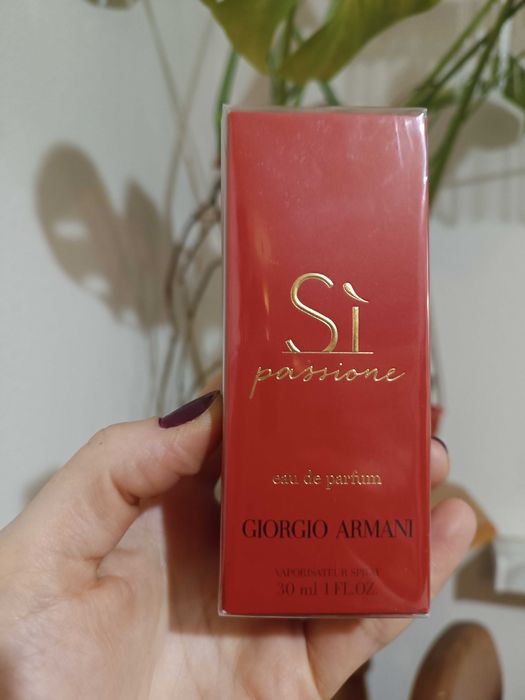 Sì
passione
eau de parfum
GIORGIO ARMANI
VAPORISATEUR SPRAY
30 ml 1 FL.OZ.